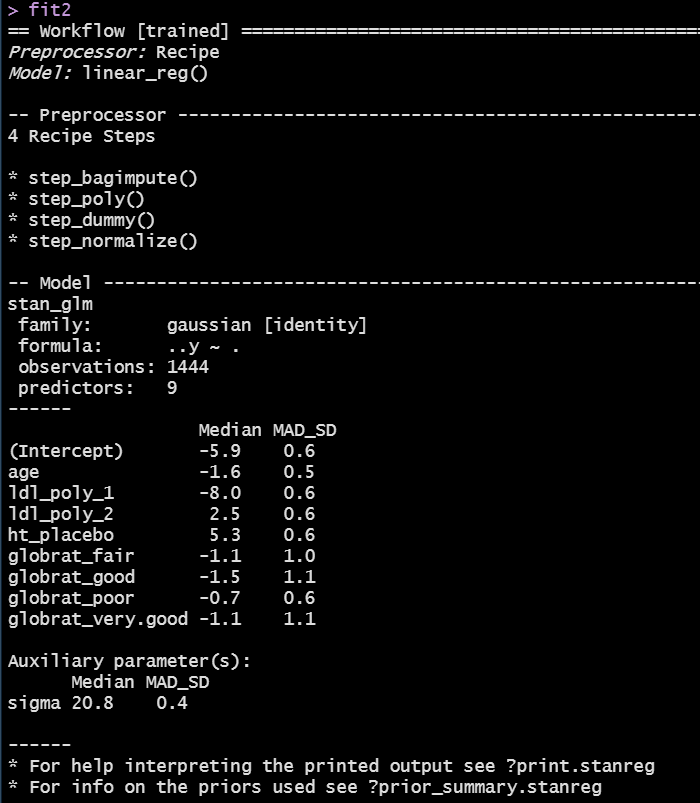 > fit2
== Workflow [trained] ============================================
Preprocessor: Recipe
Model: linear_reg()
-- Preprocessor -------------------------------------------------
4 Recipe Steps
* step_bagimpute()
* step_poly()
* step_dummy()
* step_normalize()
-- Model --------------------------------------------------------
stan_glm
 family:       gaussian [identity]
 formula:      ..y ~ .
 observations: 1444
 predictors:   9
------
                  Median MAD_SD
(Intercept)       -5.9    0.6
age               -1.6    0.5
ldl_poly_1        -8.0    0.6
ldl_poly_2         2.5    0.6
ht_placebo         5.3    0.6
globrat_fair      -1.1    1.0
globrat_good      -1.5    1.1
globrat_poor      -0.7    0.6
globrat_very.good -1.1    1.1
Auxiliary parameter(s):
      Median MAD_SD
sigma 20.8    0.4
------
* For help interpreting the printed output see ?print.stanreg
* For info on the priors used see ?prior_summary.stanreg